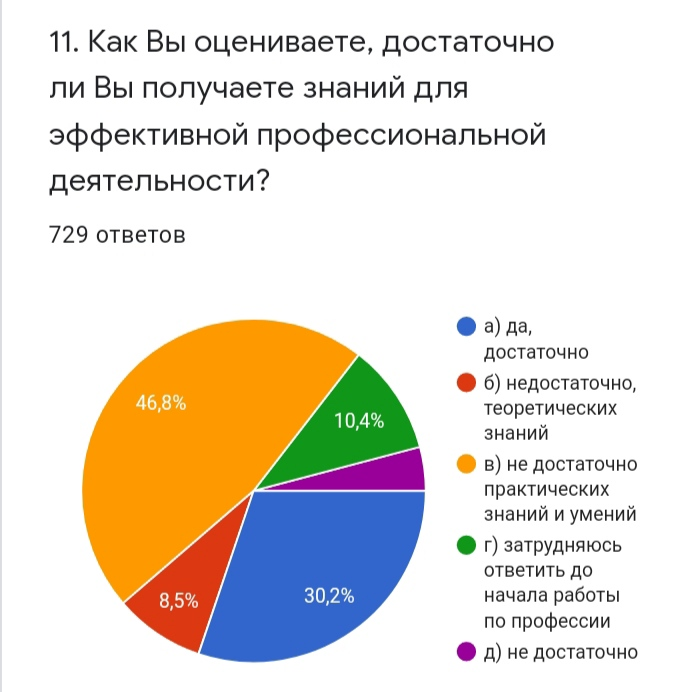 11. Как Вы оцениваете, достаточно
ли Вы получаете знаний для
эффективной профессиональной
деятельности?
729 ответов
46,8%
10,4%
8,5%
30,2%
а) да,
достаточно
б) недостаточно,
теоретических
знаний
в) не достаточно
практических
знаний и умений
г) затрудняюсь
ответить до
начала работы
по профессии
д) не достаточно